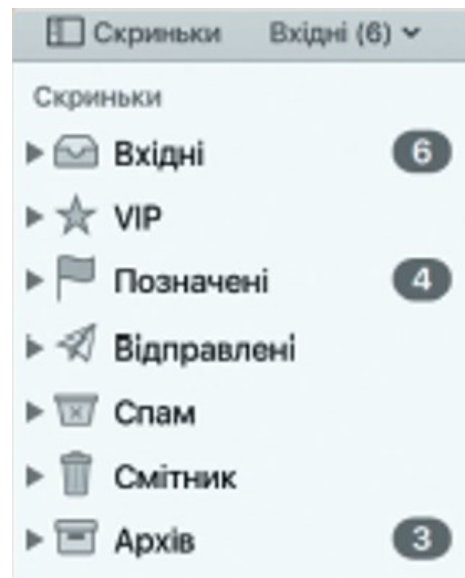 Скриньки Вхідні (6)
Скриньки
Вхідні 6
VIP
Позначені 4
Відправлені
Спам
Смітник
Архів 3